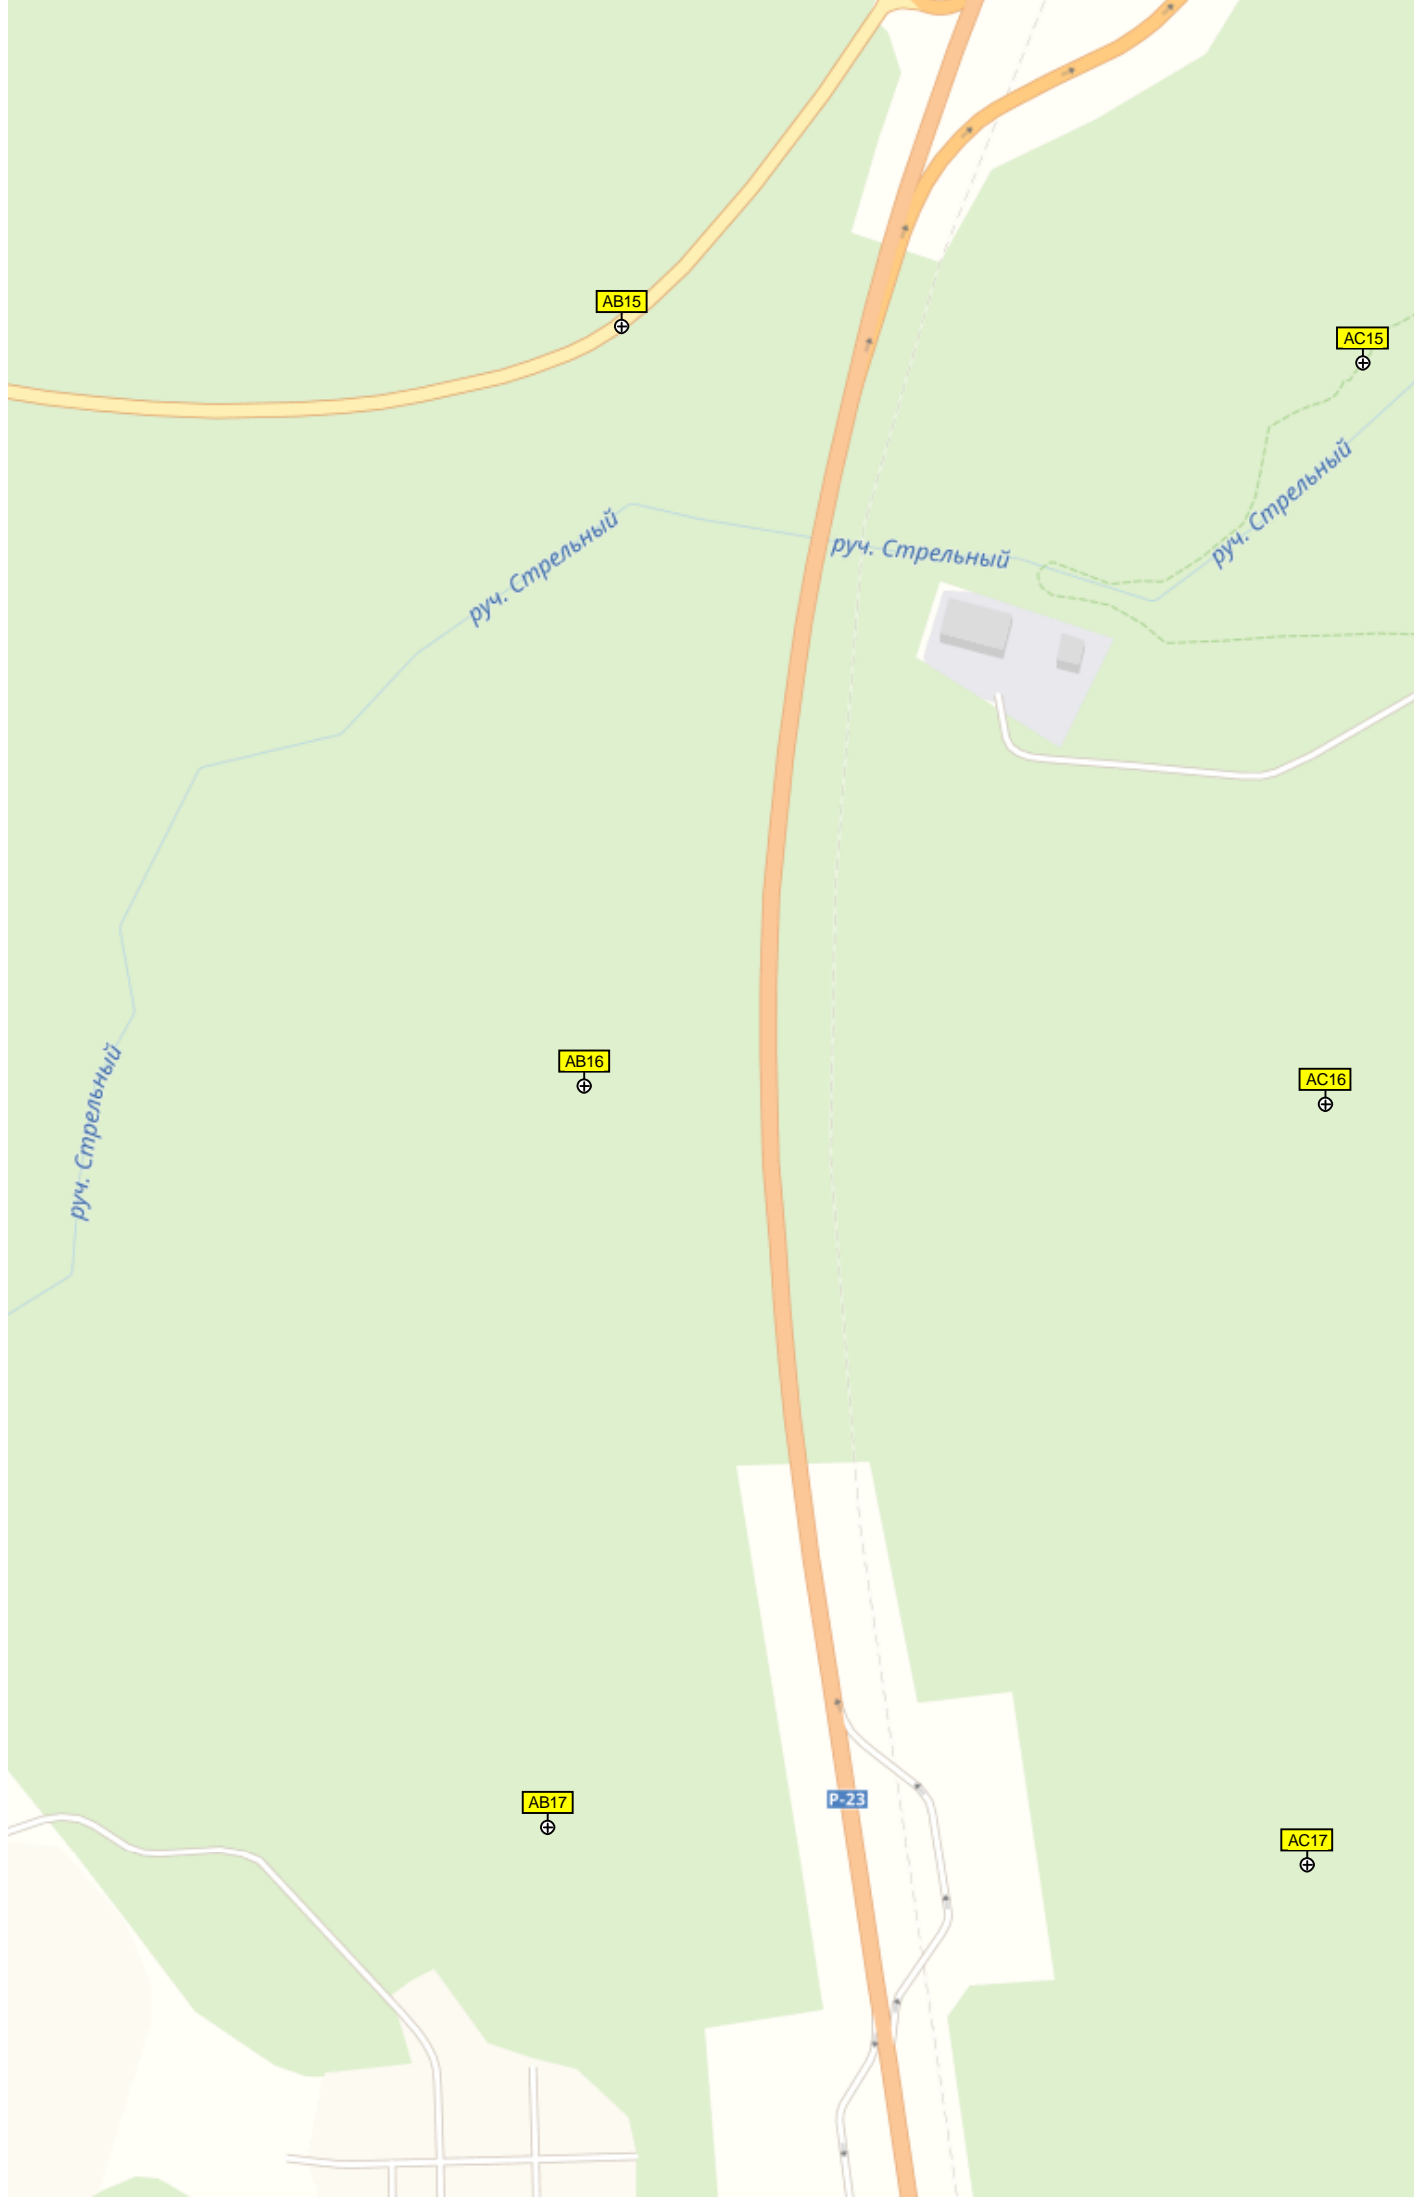 AB15
AC15
руч. Стрельный
руч. Стрельный
руч. Стрельный
AB16
AC16
руч. Стрельный
P-23
AB17
AC17